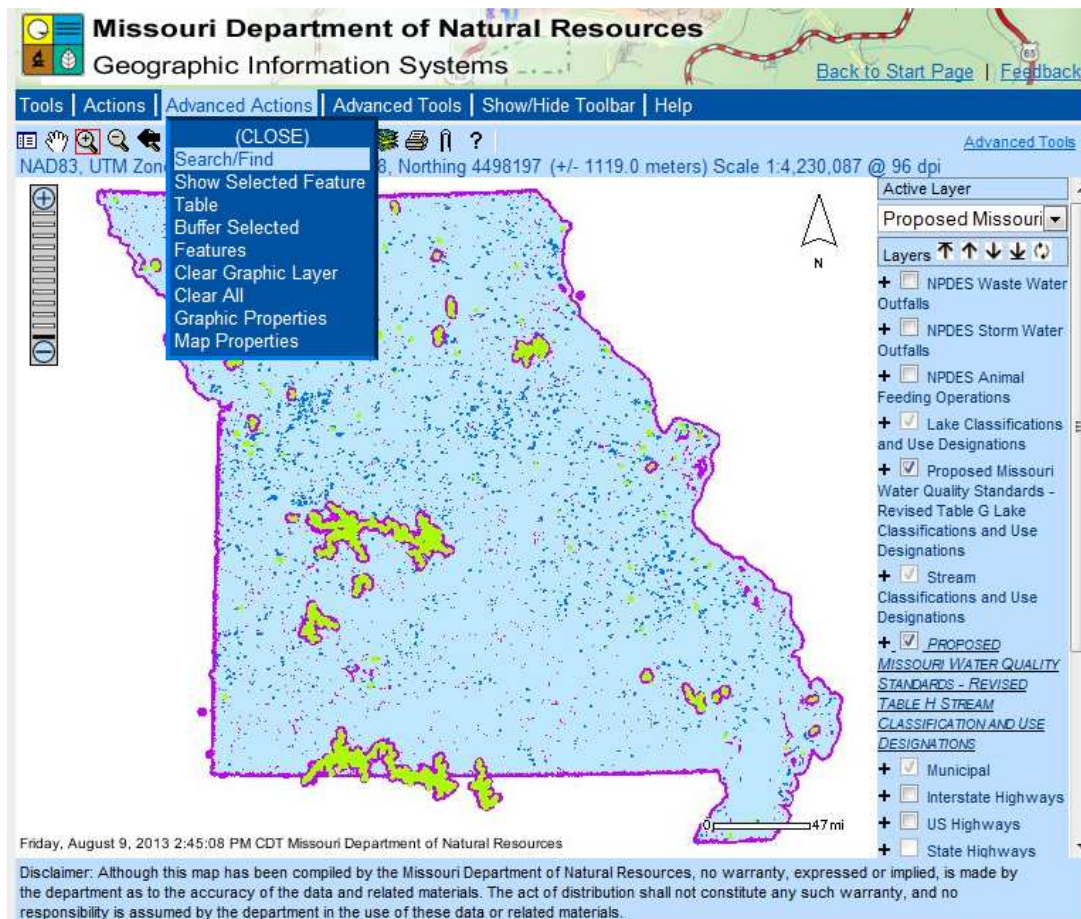 Missouri Department of Natural Resources
Geographic Information Systems
65
Back to Start Page | Feedback
Tools | Actions | Advanced Actions | Advanced Tools | Show/Hide Toolbar | Help
?
Advanced Tools
NAD83, UTM Zon 8, Northing 4498197 (+/- 1119.0 meters) Scale 1:4,230,087 @ 96 dpi
(CLOSE)
Search/Find
Show Selected Feature
Table
Buffer Selected
Features
Clear Graphic Layer
Clear All
Graphic Properties
Map Properties
N
Active Layer
Proposed Missouri
Layers
+ NPDES Waste Water
Outfalls
+ NPDES Storm Water
Outfalls
+ NPDES Animal
Feeding Operations
+ Lake Classifications
and Use Designations
+ Proposed Missouri
Water Quality Standards -
Revised Table G Lake
Classifications and Use
Designations
+ Stream
Classifications and Use
Designations
+ PROPOSED
MISSOURI WATER QUALITY
STANDARDS - REVISED
TABLE H STREAM
CLASSIFICATION AND USE
DESIGNATIONS
+ Municipal
+ Interstate Highways
+ US Highways
+ State Highways
0 47mi
Friday, August 9, 2013 2:45:08 PM CDT Missouri Department of Natural Resources
Disclaimer: Although this map has been compiled by the Missouri Department of Natural Resources, no warranty, expressed or implied, is made by
the department as to the accuracy of the data and related materials. The act of distribution shall not constitute any such warranty, and no
responsibility is assumed by the department in the use of these data or related materials.